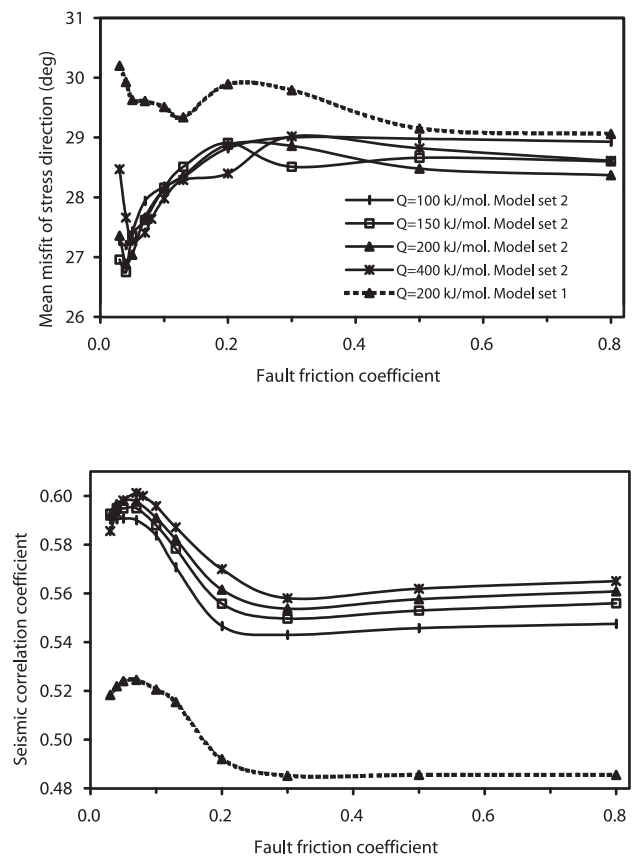 31
30
29
28
27
26
Mean misfit of stress direction (deg)
Q=100 kJ/mol. Model set 2
Q=150 kJ/mol. Model set 2
Q=200 kJ/mol. Model set 2
Q=400 kJ/mol. Model set 2
Q=200 kJ/mol. Model set 1
0.0 0.2 0.4 0.6 0.8
Fault friction coefficient
0.60
0.58
0.56
0.54
0.52
0.50
0.48
Seismic correlation coefficient
0.0 0.2 0.4 0.6 0.8
Fault friction coefficient